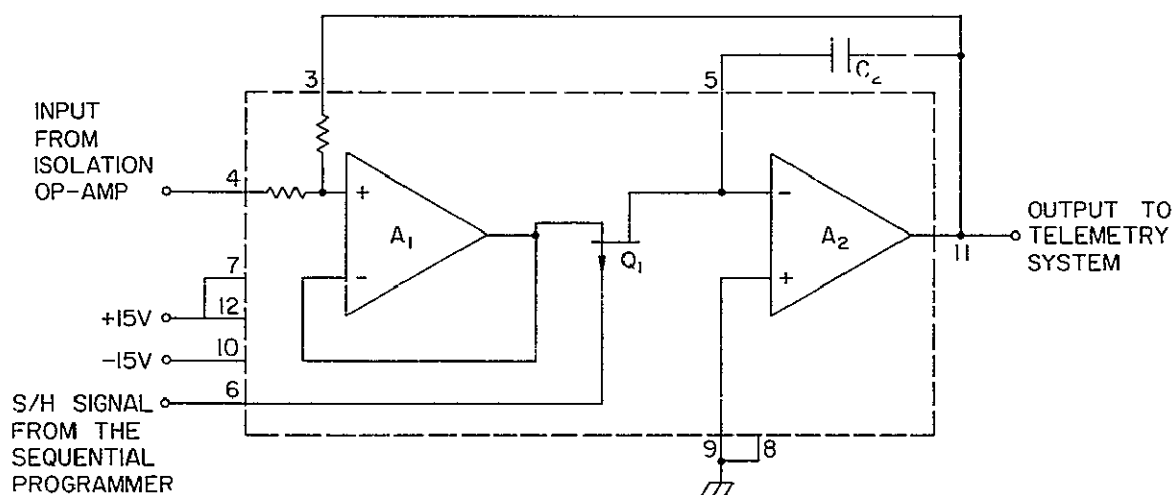 3
5
C2
INPUT
FROM
ISOLATION
OP-AMP
4
+
-
A1
Q1
-
+
A2
11
OUTPUT TO
TELEMETRY
SYSTEM
7
+15V
12
-15V
10
6
S/H SIGNAL
FROM THE
SEQUENTIAL
PROGRAMMER
9
8